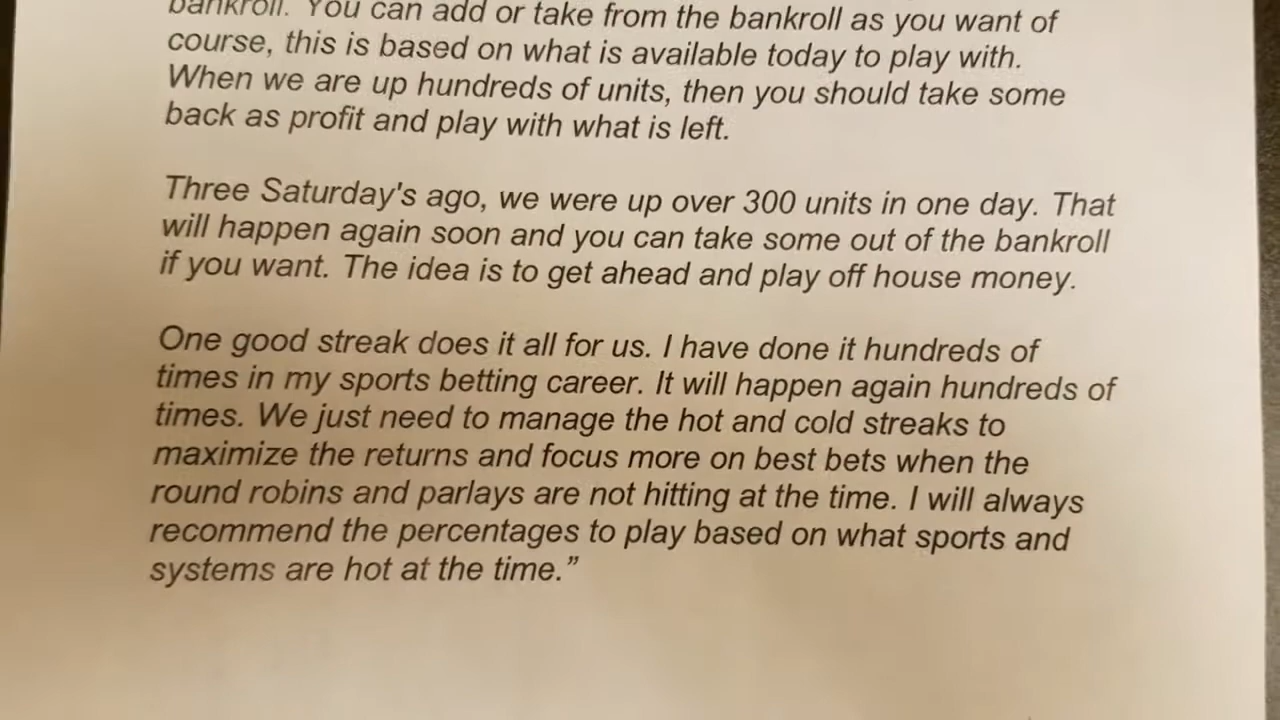 bankroll. You can add or take from the bankroll as you want of
course, this is based on what is available today to play with.
When we are up hundreds of units, then you should take some
back as profit and play with what is left.
Three Saturday's ago, we were up over 300 units in one day. That
will happen again soon and you can take some out of the bankroll
if you want. The idea is to get ahead and play off house money.
One good streak does it all for us. I have done it hundreds of
times in my sports betting career. It will happen again hundreds of
times. We just need to manage the hot and cold streaks to
maximize the returns and focus more on best bets when the
round robins and parlays are not hitting at the time. I will always
recommend the percentages to play based on what sports and
systems are hot at the time.”